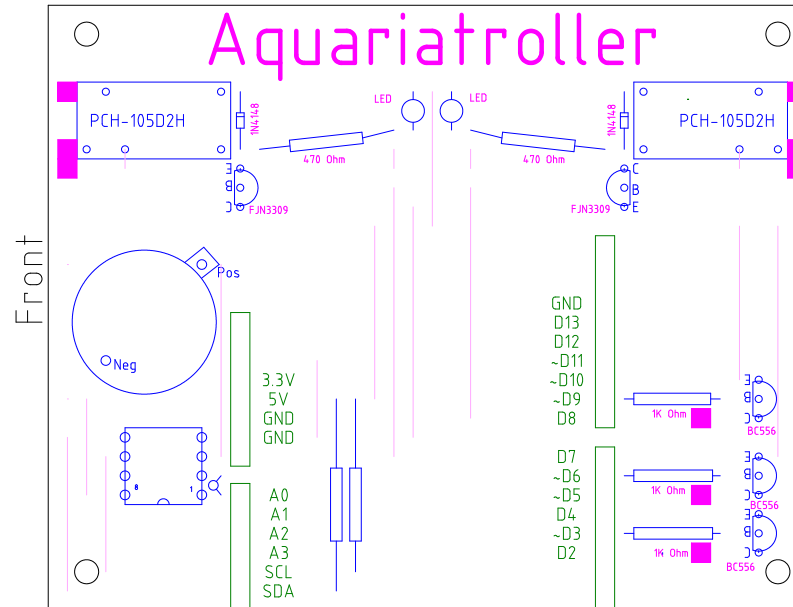 Aquariatroller
LED
LED
PCH-105D2H
1N4148
470 Ohm
470 Ohm
1N4148
PCH-105D2H
E
B
C
FJN3309
FJN3309
C
B
E
Front
Pos
Neg
GND
D13
D12
~D11
~D10
~D9
D8
3.3V
5V
GND
GND
1K Ohm
E
B
C
BC556
D7
~D6
~D5
D4
~D3
D2
1K Ohm
E
B
C
BC556
8
1
A0
A1
A2
A3
SCL
SDA
1K Ohm
E
B
C
BC556